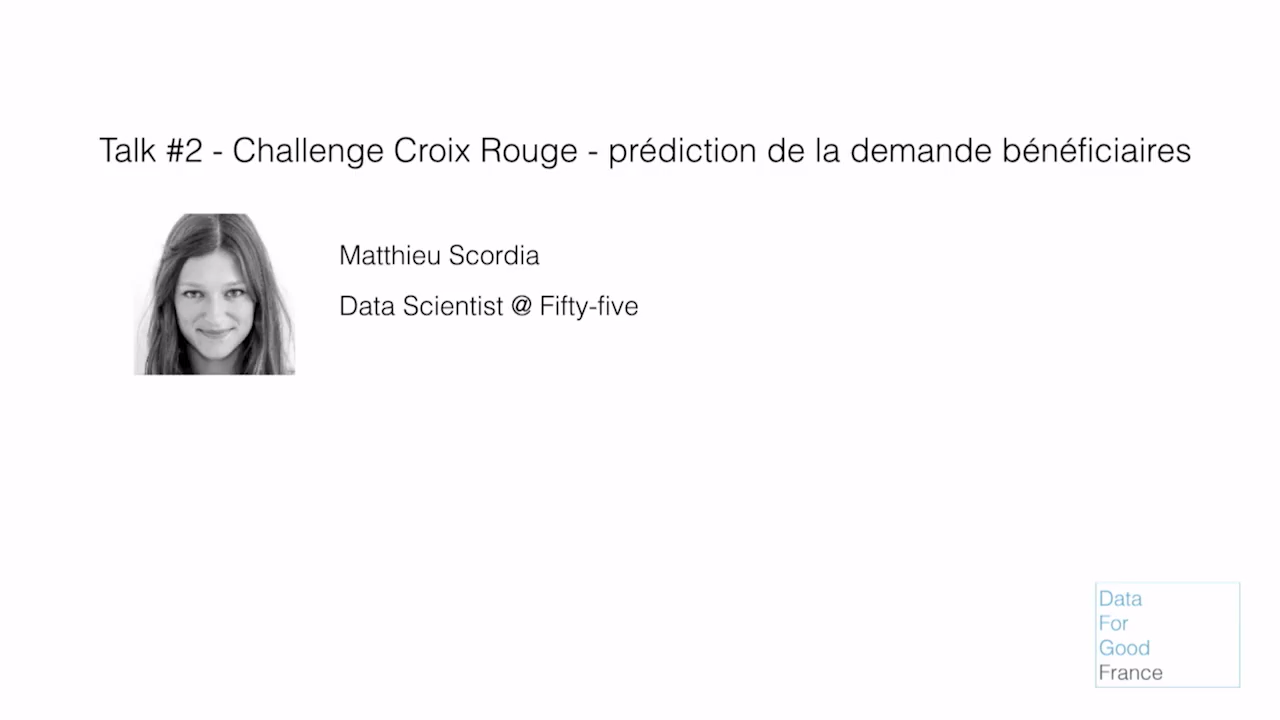 Talk #2 - Challenge Croix Rouge - prédiction de la demande bénéficiaires
Matthieu Scordia
Data Scientist @ Fifty-five
Data
For
Good
France